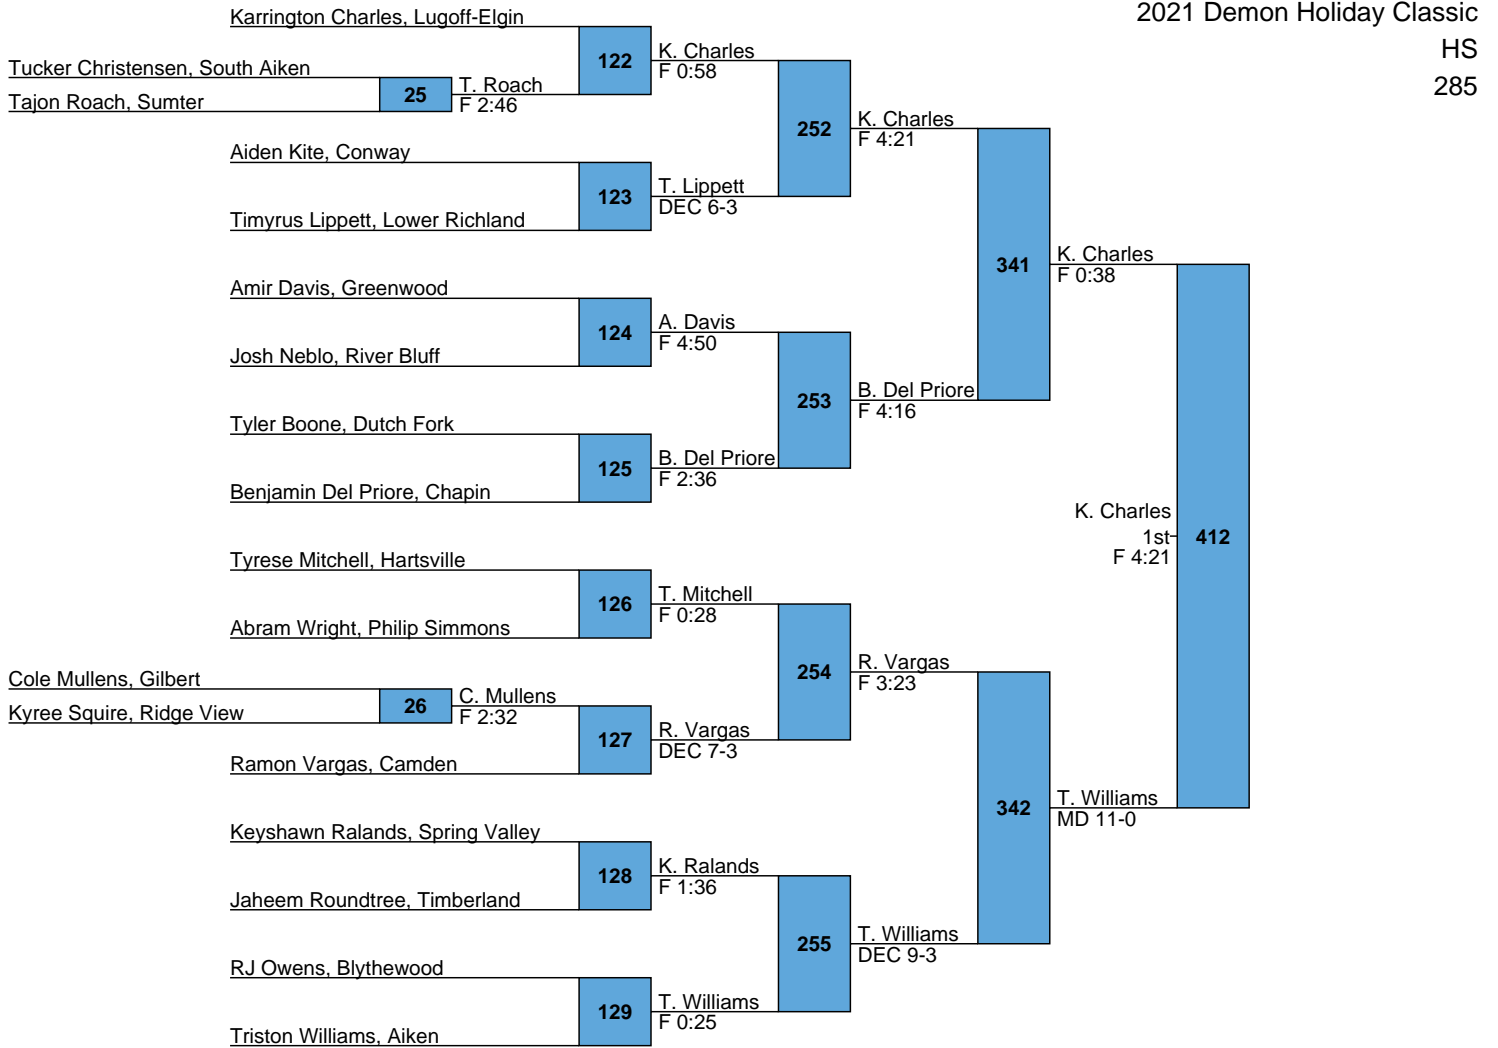 2021 Demon Holiday Classic
HS
285
Karrington Charles, Lugoff-Elgin
122
K. Charles
F 0:58
Tucker Christensen, South Aiken
25
T. Roach
F 2:46
Tajon Roach, Sumter
252
K. Charles
F 4:21
Aiden Kite, Conway
123
T. Lippett
DEC 6-3
Timyrus Lippett, Lower Richland
341
K. Charles
F 0:38
Amir Davis, Greenwood
124
A. Davis
F 4:50
Josh Neblo, River Bluff
253
B. Del Priore
F 4:16
Tyler Boone, Dutch Fork
125
B. Del Priore
F 2:36
Benjamin Del Priore, Chapin
K. Charles
1st
F 4:21
412
Tyrese Mitchell, Hartsville
126
T. Mitchell
F 0:28
Abram Wright, Philip Simmons
254
R. Vargas
F 3:23
Cole Mullens, Gilbert
26
C. Mullens
F 2:32
Kyree Squire, Ridge View
127
R. Vargas
DEC 7-3
Ramon Vargas, Camden
342
T. Williams
MD 11-0
Keyshawn Ralands, Spring Valley
128
K. Ralands
F 1:36
Jaheem Roundtree, Timberland
255
T. Williams
DEC 9-3
RJ Owens, Blythewood
129
T. Williams
F 0:25
Triston Williams, Aiken